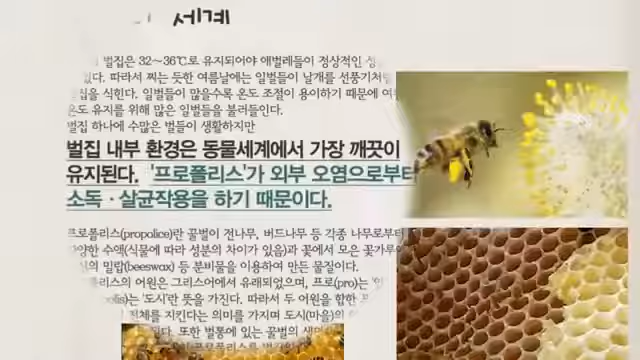 세계
벌집은 32~36℃로 유지되어야 애벌레들이 정상적인
있다. 따라서 찌는 듯한 여름날에는 일벌들이 날개를 선풍기처럼
식힌다. 일벌들이 많을수록 온도 조절이 용이하기 때문에
온도 유지를 위해 많은 일벌들을 불러들인다.
벌집 하나에 수많은 벌들이 생활하지만
벌집 내부 환경은 동물세계에서 가장 깨끗이
유지된다. '프로폴리스'가 외부 오염으로부터
소독·살균작용을 하기 때문이다.
프로폴리스(propolice)란 꿀벌이 전나무, 버드나무 등 각종 나무로부터
다양한 수액(식물에 따라 성분의 차이가 있음)과 꽃에서 모은 꽃가루에
밀랍(beeswax) 등 분비물을 이용하여 만든 물질이다.
어원은 그리스어에서 유래되었으며, 프로(pro)는
'도시'란 뜻을 가진다. 따라서 두 어원을 합한
전체를 지킨다는 의미를 가지며 도시(마을)의
또한 벌통에 있는 꿀벌의